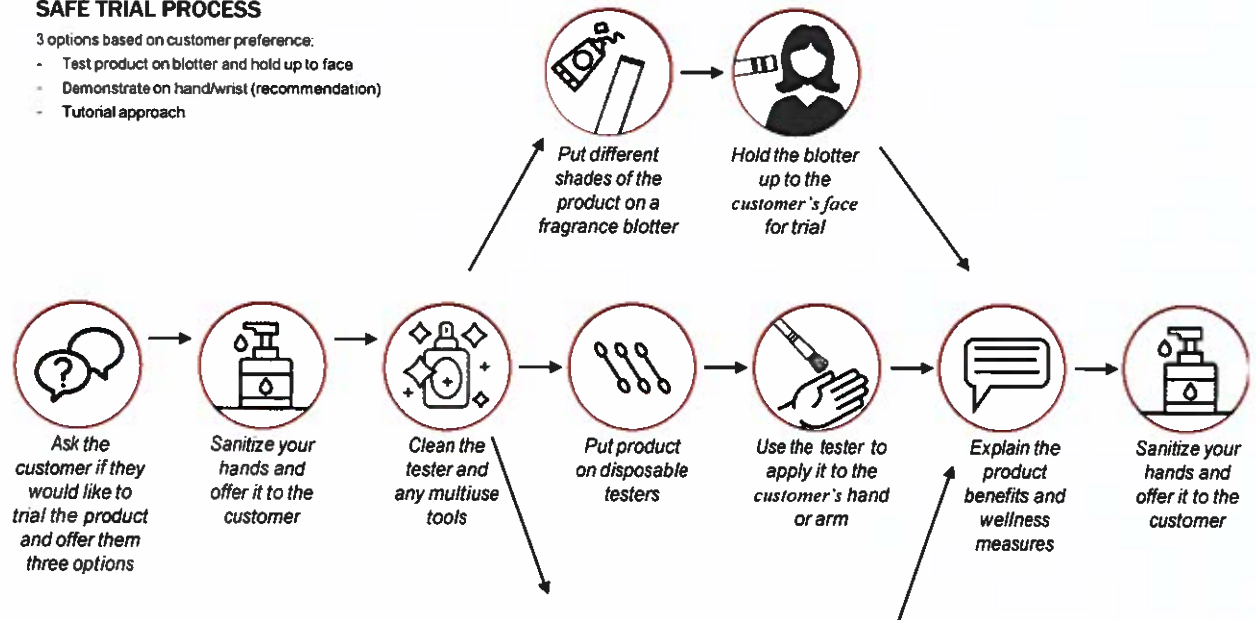 SAFE TRIAL PROCESS
3 options based on customer preference:
- Test product on blotter and hold up to face
- Demonstrate on hand/wrist (recommendation)
- Tutorial approach
Put different
shades of the
product on a
fragrance blotter
Hold the blotter
up to the
customer's face
for trial
?
Ask the
customer if they
would like to
trial the product
and offer them
three options
Sanitize your
hands and
offer it to the
customer
Clean the
tester and
any multiuse
tools
Put product
on disposable
testers
Use the tester to
apply it to the
customer's hand
or arm
Explain the
product
benefits and
wellness
measures
Sanitize your
hands and
offer it to the
customer